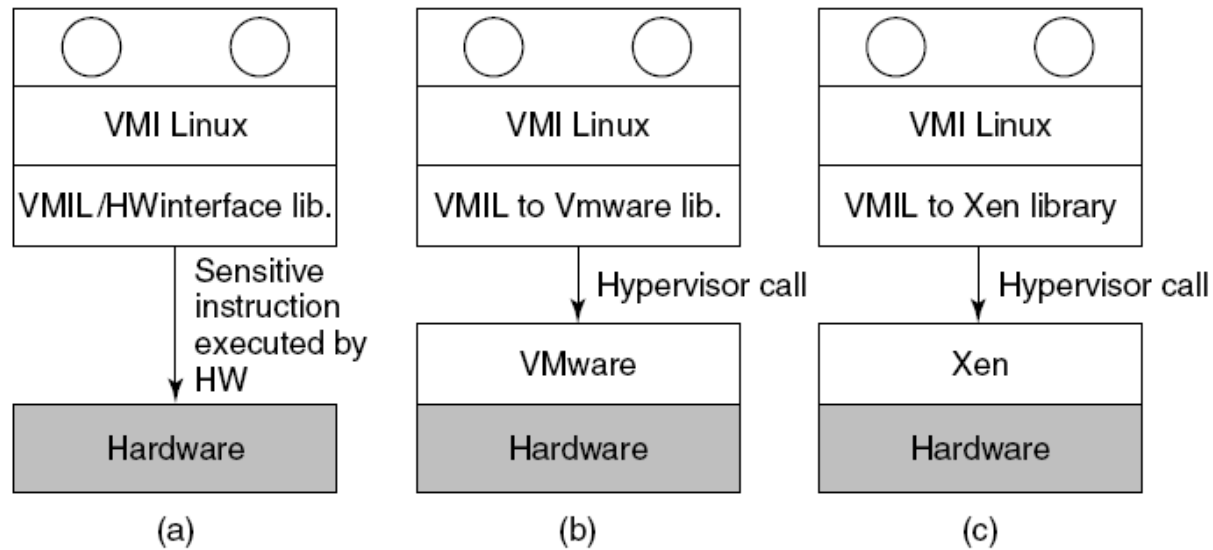 VMI Linux
VMIL/HWinterface lib.
Sensitive
instruction
executed by
HW
Hardware
(a)
VMI Linux
VMIL to Vmware lib.
Hypervisor call
VMware
Hardware
(b)
VMI Linux
VMIL to Xen library
Hypervisor call
Xen
Hardware
(c)